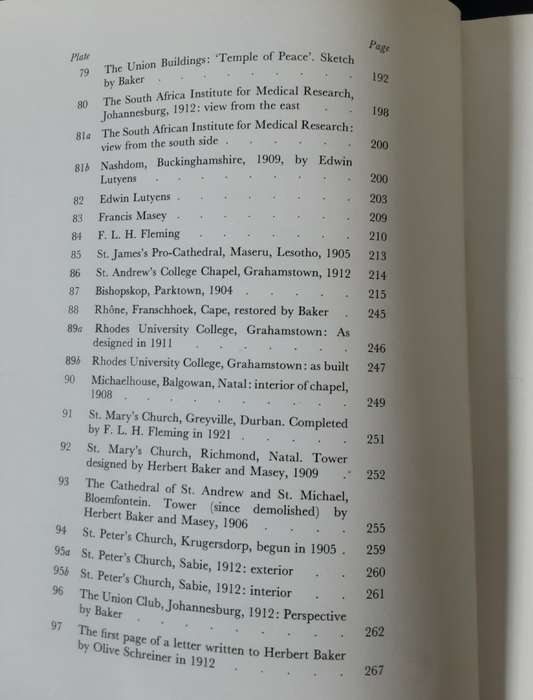 Plate Page
79 The Union Buildings: 'Temple of Peace'. Sketch
by Baker . . . . . . . . 192
80 The South Africa Institute for Medical Research,
Johannesburg, 1912: view from the east . . 198
81a The South African Institute for Medical Research:
view from the south side . . . . . . 200
81b Nashdom, Buckinghamshire, 1909, by Edwin
Lutyens . . . . . . . . 200
82 Edwin Lutyens . . . . . . . 203
83 Francis Masey . . . . . . . 209
84 F. L. H. Fleming . . . . . . 210
85 St. James's Pro-Cathedral, Maseru, Lesotho, 1905 213
86 St. Andrew's College Chapel, Grahamstown, 1912 214
87 Bishopskop, Parktown, 1904 . . . . . 215
88 Rhône, Franschhoek, Cape, restored by Baker . 245
89a Rhodes University College, Grahamstown: As
designed in 1911 . . . . . . 246
89b Rhodes University College, Grahamstown: as built 247
90 Michaelhouse, Balgowan, Natal: interior of chapel,
1908 . . . . . . . . 249
91 St. Mary's Church, Greyville, Durban. Completed
by F. L. H. Fleming in 1921 . . . . . 251
92 St. Mary's Church, Richmond, Natal. Tower
designed by Herbert Baker and Masey, 1909 . 252
93 The Cathedral of St. Andrew and St. Michael,
Bloemfontein. Tower (since demolished) by
Herbert Baker and Masey, 1906 . . . . 255
94 St. Peter's Church, Krugersdorp, begun in 1905 . 259
95a St. Peter's Church, Sabie, 1912: exterior . . 260
95b St. Peter's Church, Sabie, 1912: interior . . 261
96 The Union Club, Johannesburg, 1912: Perspective
by Baker . . . . . . . . 262
97 The first page of a letter written to Herbert Baker
by Olive Schreiner in 1912 . . . . . 267